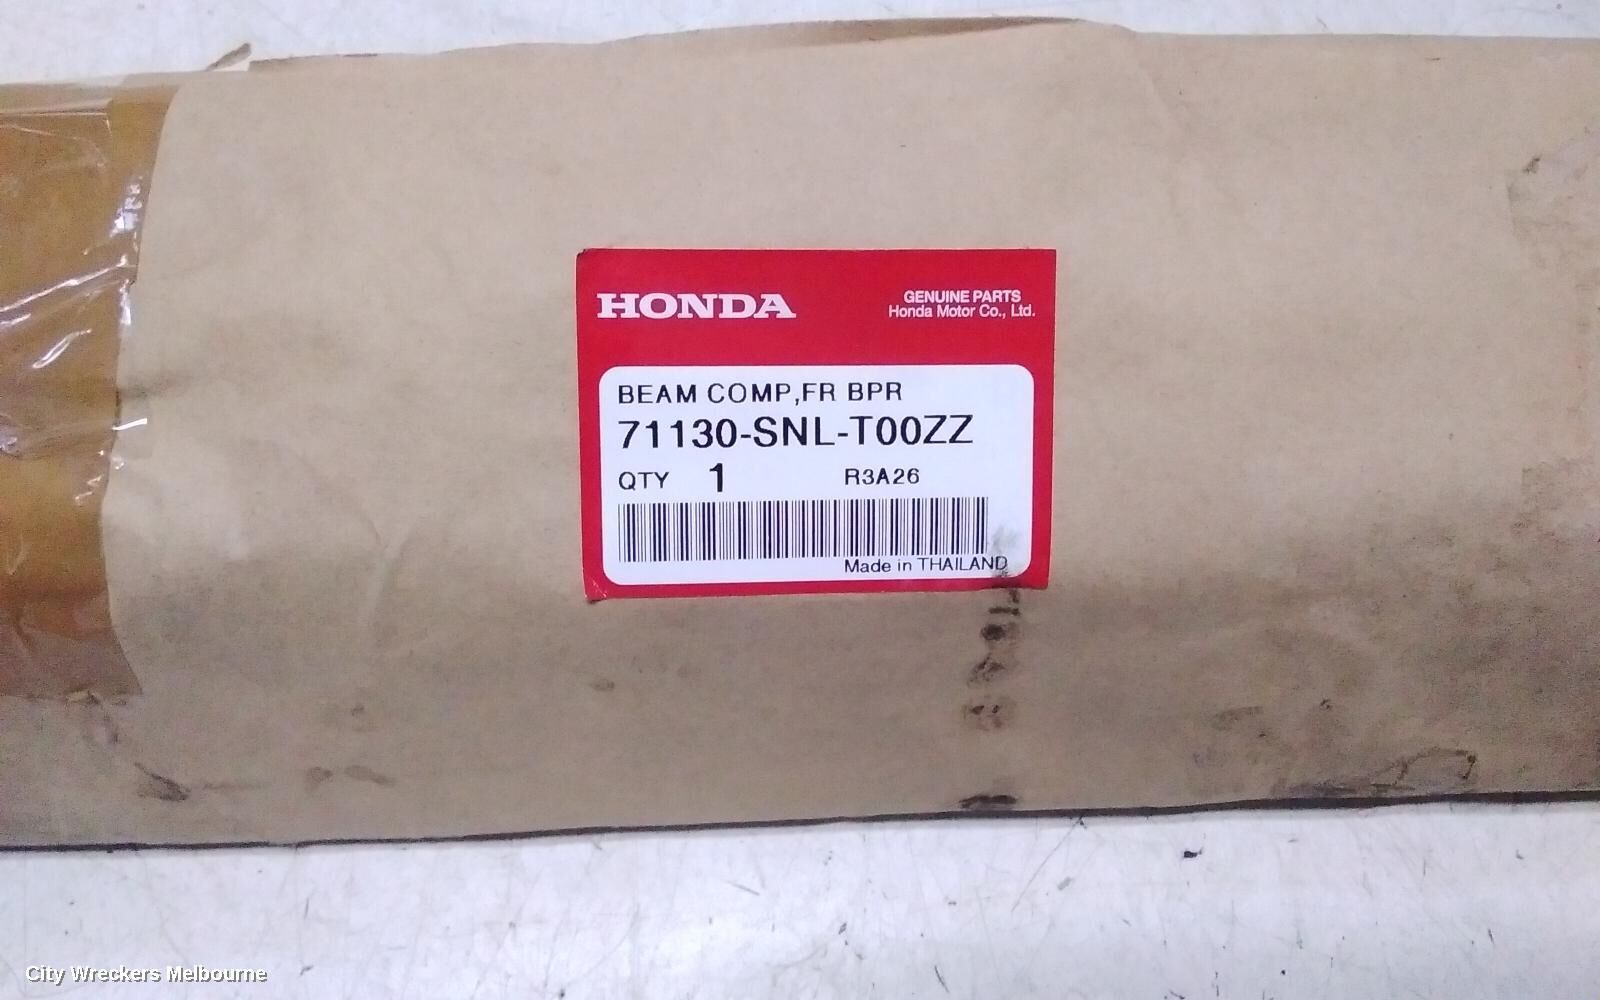 HONDA
GENUINE PARTS
Honda Motor Co., Ltd.
BEAM COMP,FR BPR
71130-SNL-T00ZZ
QTY 1 R3A26
Made in THAILAND
City Wreckers Melbourne